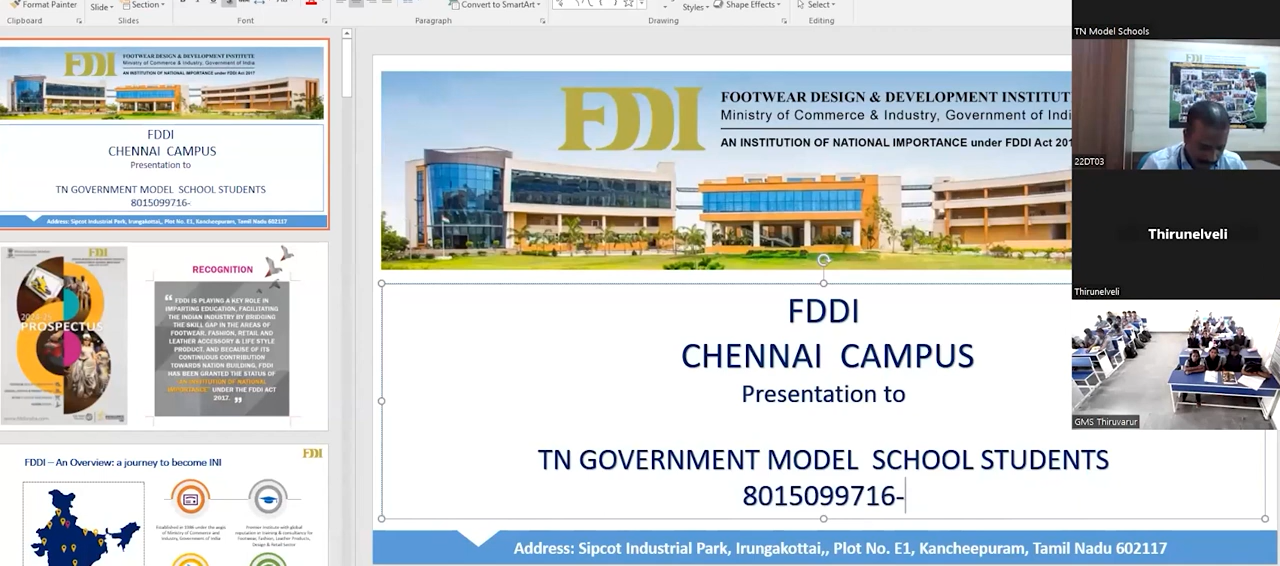 Format Painter
Slide
Section
Convert to SmartArt
Styles
Shape Effects
Select
Clipboard
Slides
Font
Paragraph
Drawing
Editing
FDDI
FOOTWEAR DESIGN & DEVELOPMENT INSTITUTE
Ministry of Commerce & Industry, Government of India
AN INSTITUTION OF NATIONAL IMPORTANCE under FDDI Act 2017
FDDI
CHENNAI CAMPUS
Presentation to
TN GOVERNMENT MODEL SCHOOL STUDENTS
8015099716-
Address: Sipcot Industrial Park, Irungakottai,, Plot No. E1, Kancheepuram, Tamil Nadu 602117
FDDI
2024-25
PROSPECTUS
RECOGNITION
“ FDDI IS PLAYING A KEY ROLE IN
IMPARTING EDUCATION, FACILITATING
THE INDIAN INDUSTRY BY BRIDGING
THE SKILL GAP IN THE AREAS OF
FOOTWEAR, FASHION, RETAIL AND
LEATHER ACCESSORY & LIFE STYLE
PRODUCT, AND BECAUSE OF ITS
CONTINUOUS CONTRIBUTION
TOWARDS NATION BUILDING, FDDI
HAS BEEN GRANTED THE STATUS OF
"AN INSTITUTION OF NATIONAL
IMPORTANCE" UNDER THE FDDI ACT
2017. ”
FDDI – An Overview: a journey to become INI
FDDI
Established in 1986 under the aegis
of Ministry of Commerce and
Industry, Government of India
Premier Institute with global
reputation in training & consultancy for
Footwear, Fashion, Leather Products,
Design & Retail Sector
FDDI
FOOTWEAR DESIGN & DEVELOPMENT INSTITUT
Ministry of Commerce & Industry, Government of Indi
AN INSTITUTION OF NATIONAL IMPORTANCE under FDDI Act 201
FDDI
CHENNAI CAMPUS
Presentation to
TN GOVERNMENT MODEL SCHOOL STUDENTS
8015099716-
Address: Sipcot Industrial Park, Irungakottai,, Plot No. E1, Kancheepuram, Tamil Nadu 602117
TN Model Schools
22DT03
Thirunelveli
Thirunelveli
GMS Thiruvarur